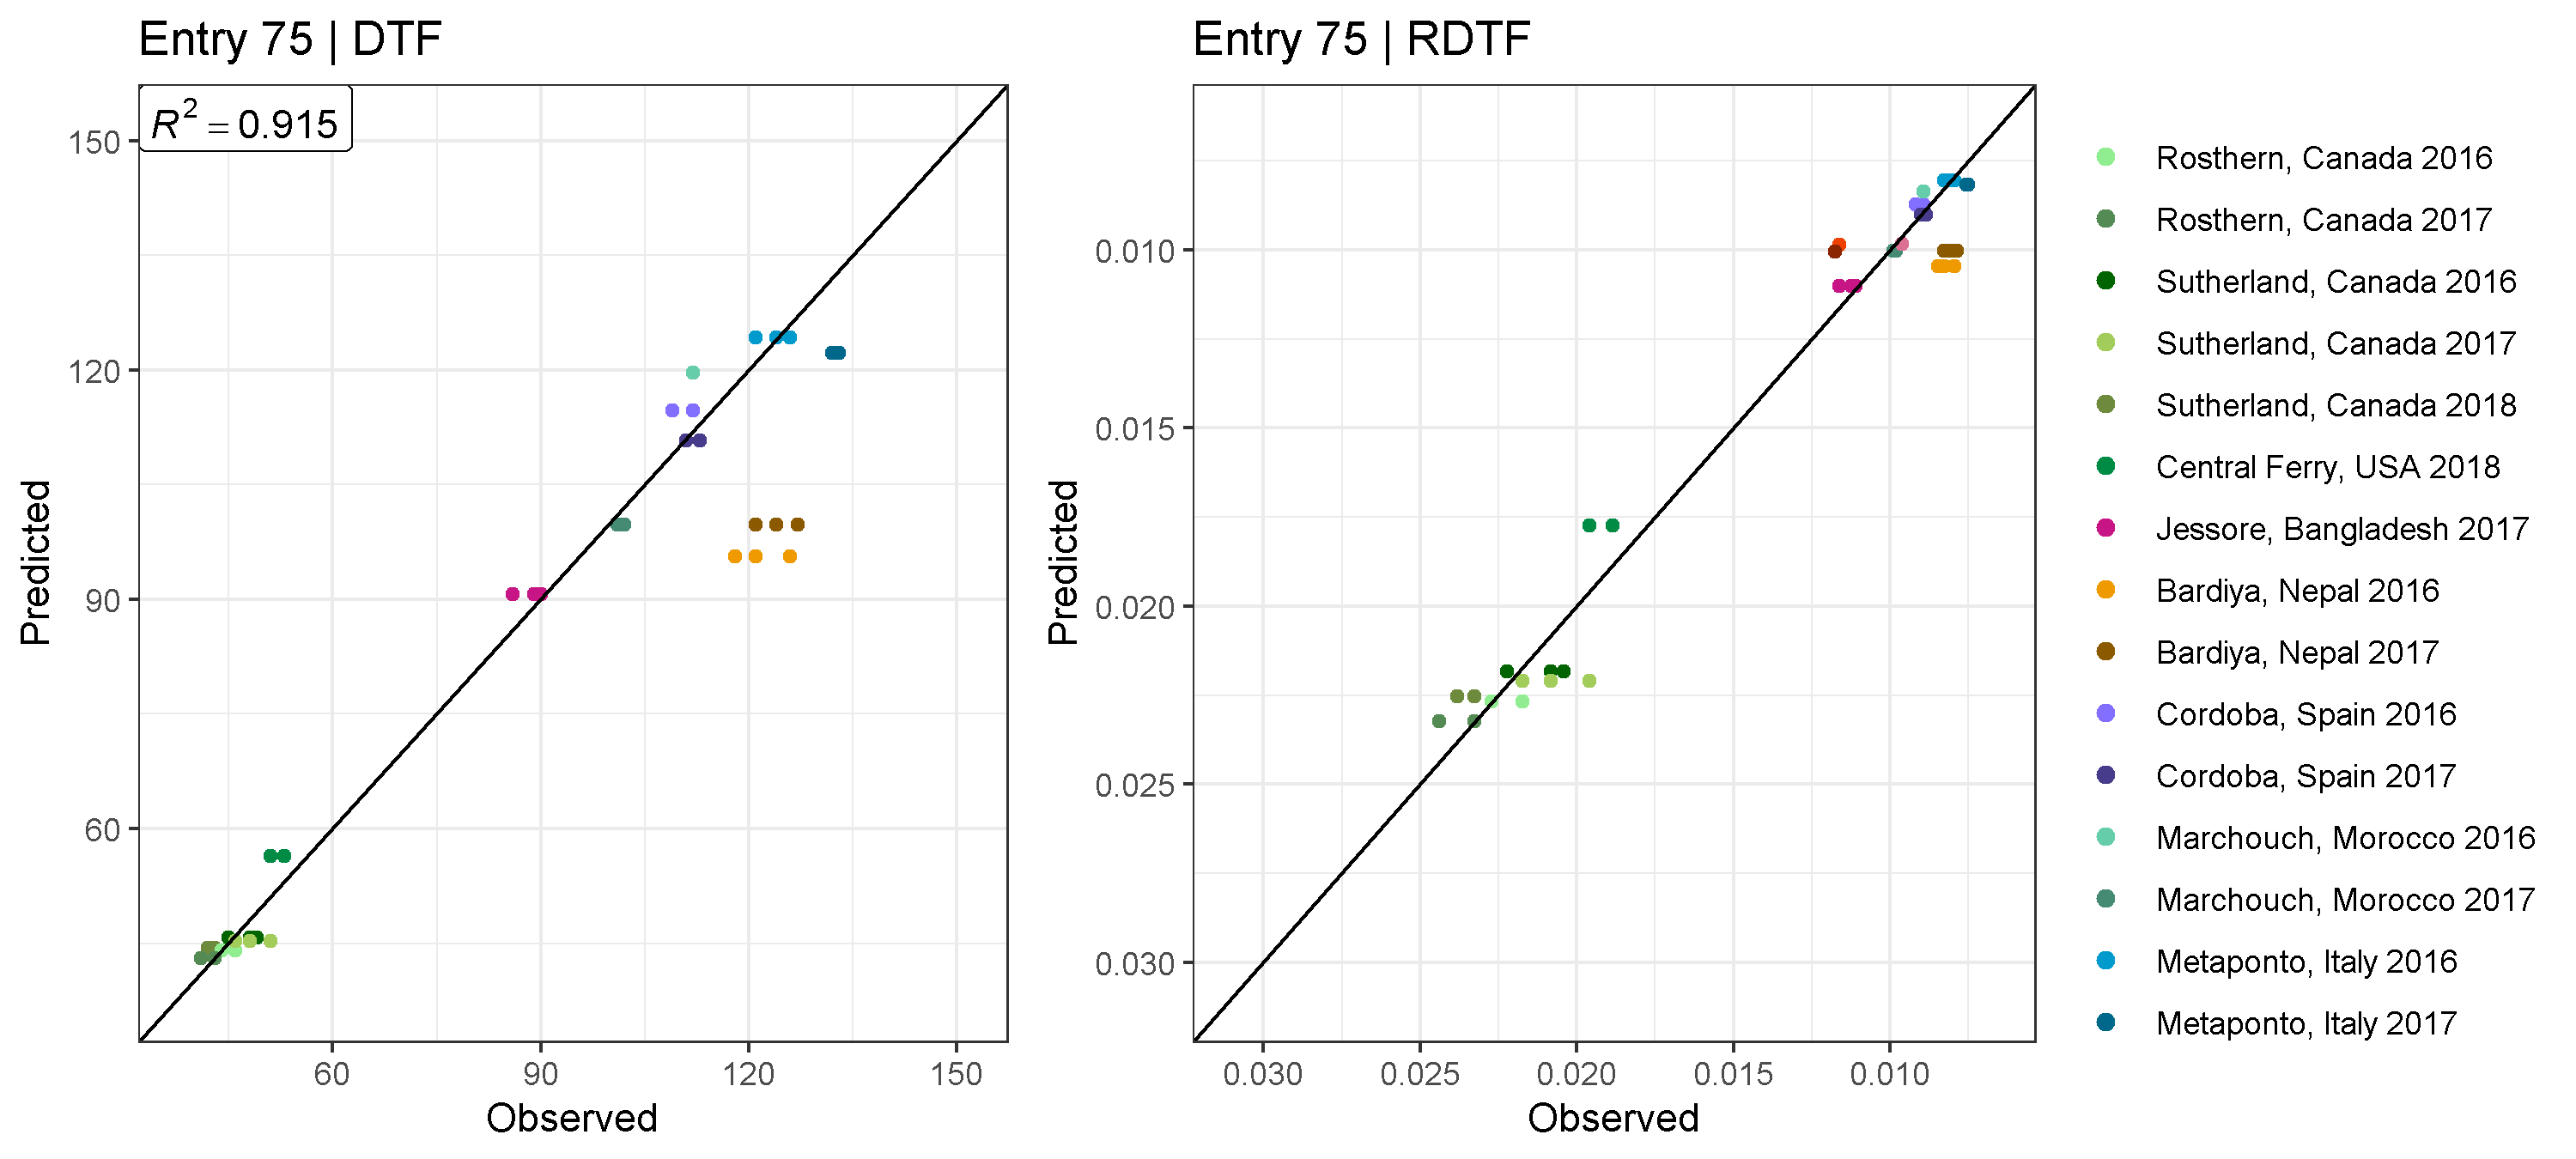 Entry 75 | DTF
R² = 0.915
150
120
90
60
Predicted
60 90 120 150
Observed
Entry 75 | RDTF
0.010
0.015
0.020
0.025
0.030
Predicted
0.030 0.025 0.020 0.015 0.010
Observed
Rosthern, Canada 2016
Rosthern, Canada 2017
Sutherland, Canada 2016
Sutherland, Canada 2017
Sutherland, Canada 2018
Central Ferry, USA 2018
Jessore, Bangladesh 2017
Bardiya, Nepal 2016
Bardiya, Nepal 2017
Cordoba, Spain 2016
Cordoba, Spain 2017
Marchouch, Morocco 2016
Marchouch, Morocco 2017
Metaponto, Italy 2016
Metaponto, Italy 2017